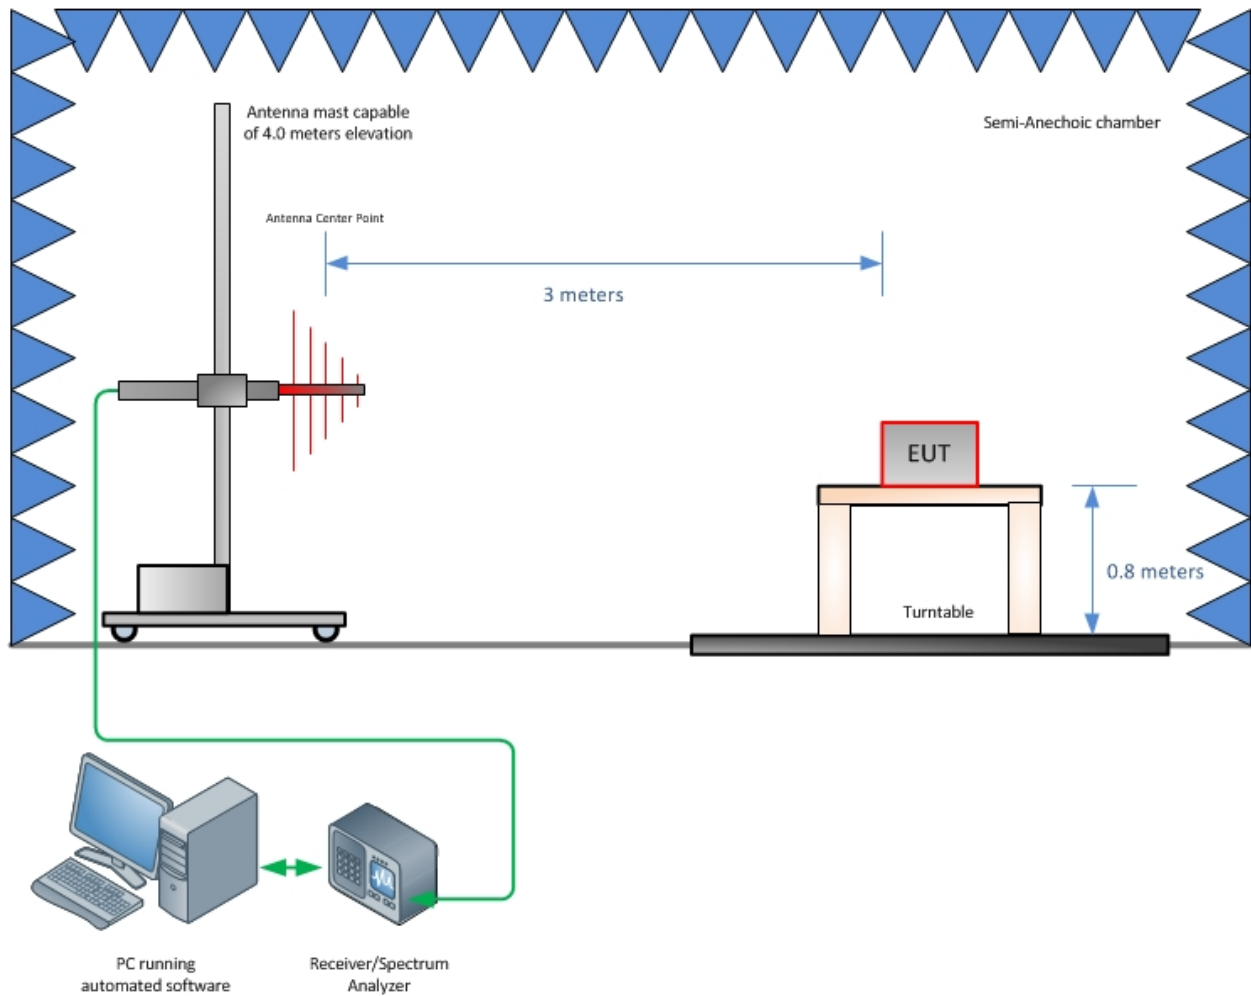 Antenna mast capable
of 4.0 meters elevation
Semi-Anechoic chamber
Antenna Center Point
3 meters
EUT
0.8 meters
Turntable
PC running
automated software
Receiver/Spectrum
Analyzer